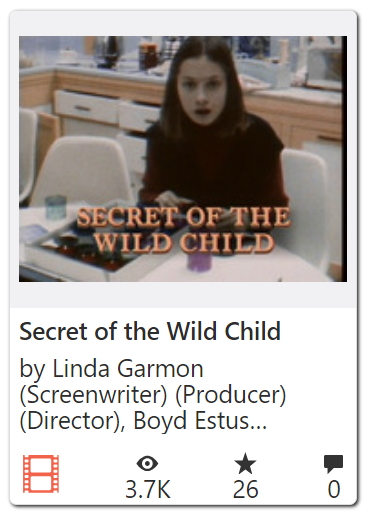 SECRET OF THE
WILD CHILD
Secret of the Wild Child
by Linda Garmon
(Screenwriter) (Producer)
(Director), Boyd Estus...
3.7K
26
0